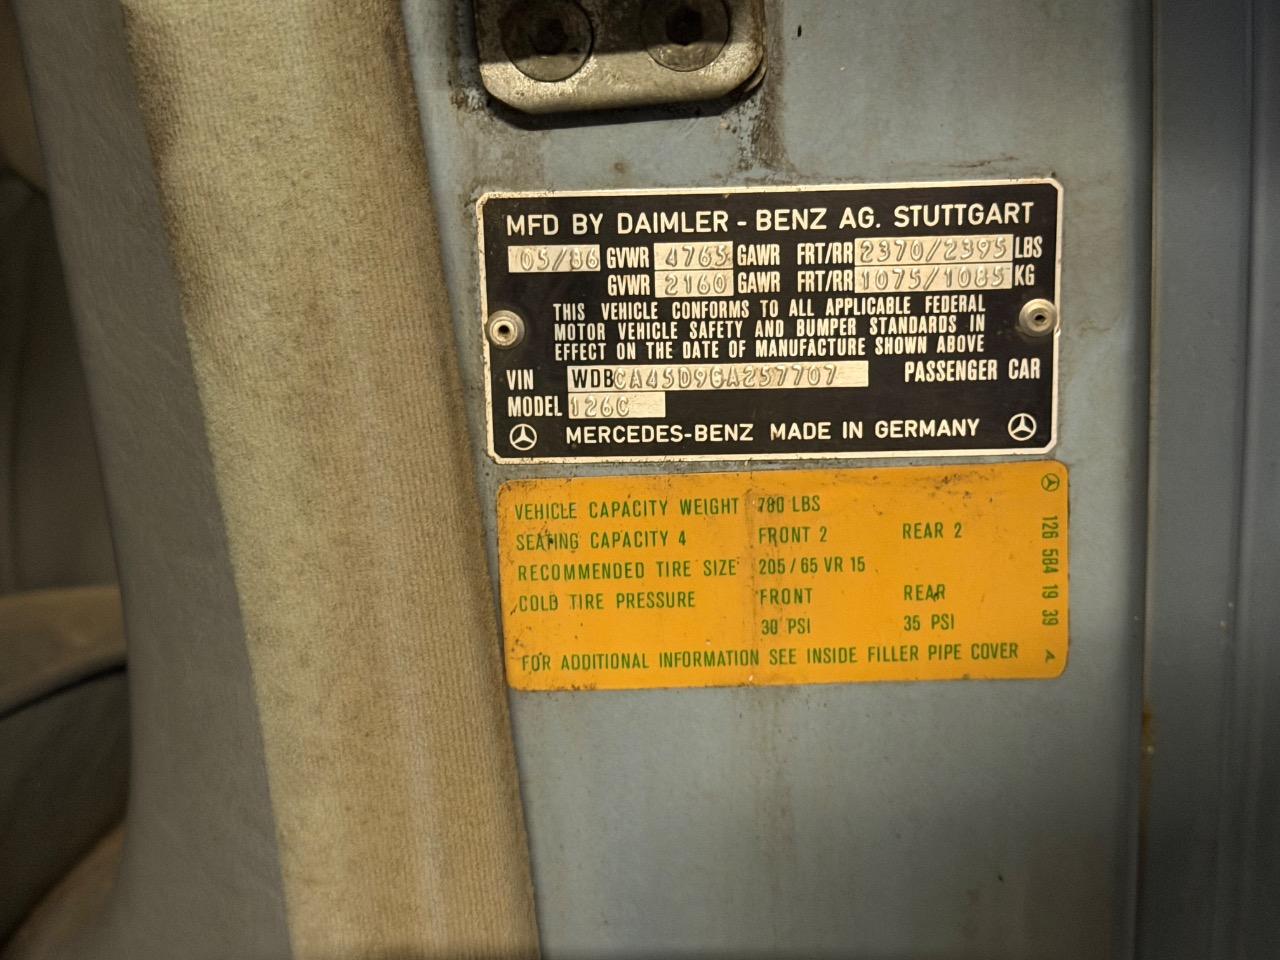 MFD BY DAIMLER - BENZ AG. STUTTGART
05/86 GVWR 4765 GAWR FRT/RR 2370/2395 LBS
GVWR 2160 GAWR FRT/RR 1075/1085 KG
THIS VEHICLE CONFORMS TO ALL APPLICABLE FEDERAL
MOTOR VEHICLE SAFETY AND BUMPER STANDARDS IN
EFFECT ON THE DATE OF MANUFACTURE SHOWN ABOVE
VIN WDBCA45D9GA257707 PASSENGER CAR
MODEL 126C
MERCEDES-BENZ MADE IN GERMANY
VEHICLE CAPACITY WEIGHT 780 LBS
SEATING CAPACITY 4 FRONT 2 REAR 2
RECOMMENDED TIRE SIZE 205 / 65 VR 15
COLD TIRE PRESSURE FRONT REAR
30 PSI 35 PSI
FOR ADDITIONAL INFORMATION SEE INSIDE FILLER PIPE COVER
126 584 19 39